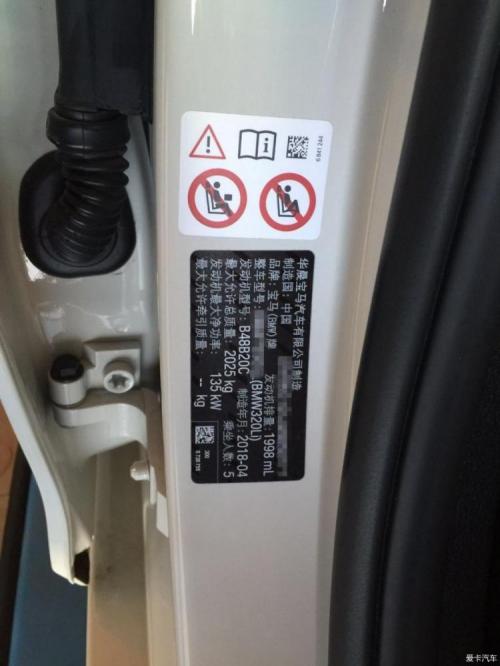 6 841 244
华晨宝马汽车有限公司制造
制造国：中国
品牌：宝马(BMW)牌
整车型号： (BMW320Li)
发动机排量：1998 mL
发动机型号：B48B20C 制造年月：2018-04
最大允许总质量：2025 kg 乘坐人数：5
发动机最大净功率：135 kW
最大允许牵引质量：-- kg
300
爱卡汽车